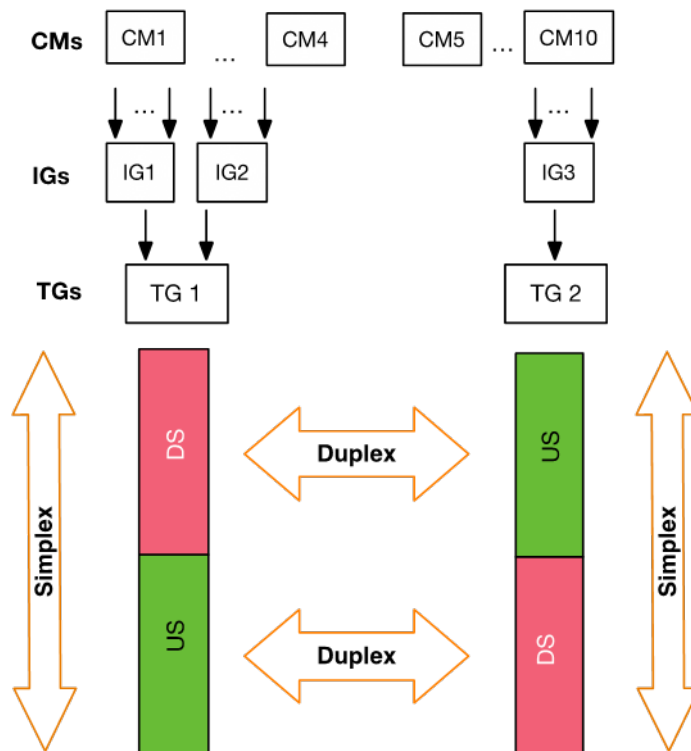 CMs CM1 ... CM4 CM5 ... CM10
... ... ...
IGs IG1 IG2 IG3
TGs TG 1 TG 2
DS Duplex US
Simplex Simplex
US Duplex DS